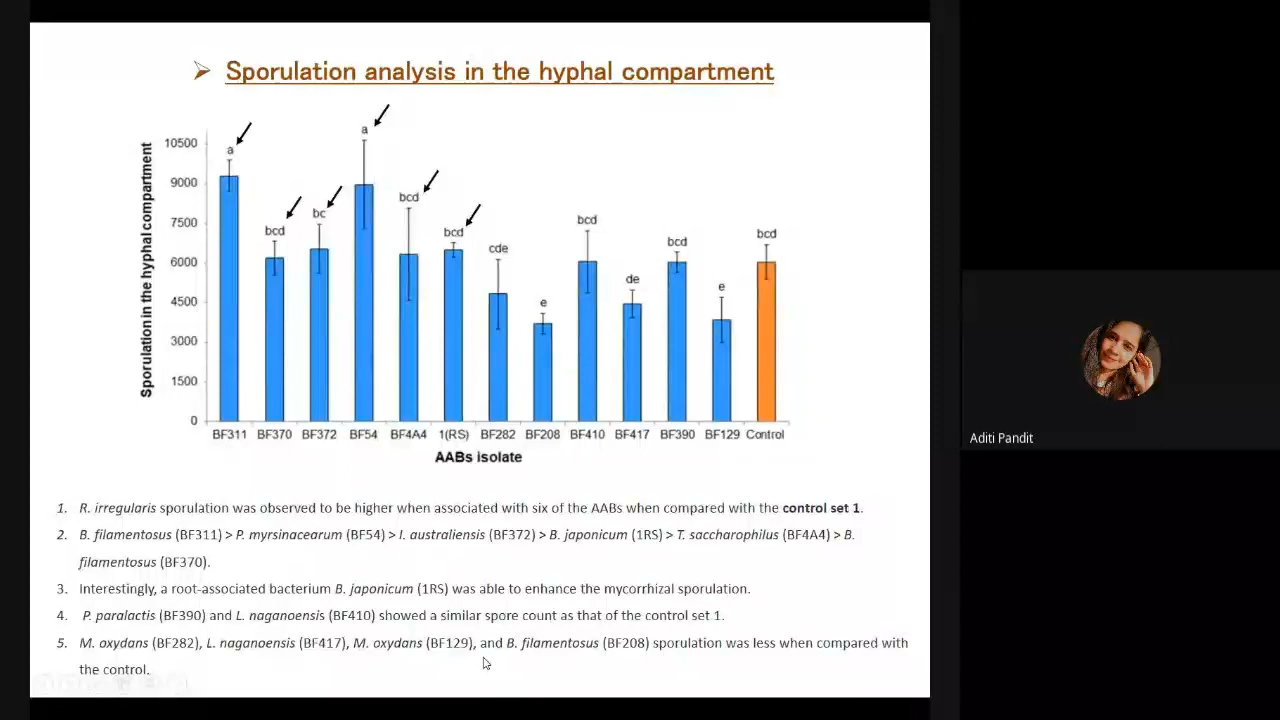 Sporulation analysis in the hyphal compartment
Sporulation in the hyphal compartment
10500
9000
7500
6000
4500
3000
1500
0
a
bcd
bc
a
bcd
bcd
cde
e
bcd
de
bcd
e
bcd
BF311 BF370 BF372 BF54 BF4A4 1(RS) BF282 BF208 BF410 BF417 BF390 BF129 Control
AABs isolate
1. R. irregularis sporulation was observed to be higher when associated with six of the AABs when compared with the control set 1.
2. B. filamentosus (BF311) > P. myrsinacearum (BF54) > I. australiensis (BF372) > B. japonicum (1RS) > T. saccharophilus (BF4A4) > B.
filamentosus (BF370).
3. Interestingly, a root-associated bacterium B. japonicum (1RS) was able to enhance the mycorrhizal sporulation.
4. P. paralactis (BF390) and L. naganoensis (BF410) showed a similar spore count as that of the control set 1.
5. M. oxydans (BF282), L. naganoensis (BF417), M. oxydans (BF129), and B. filamentosus (BF208) sporulation was less when compared with
the control.
Aditi Pandit